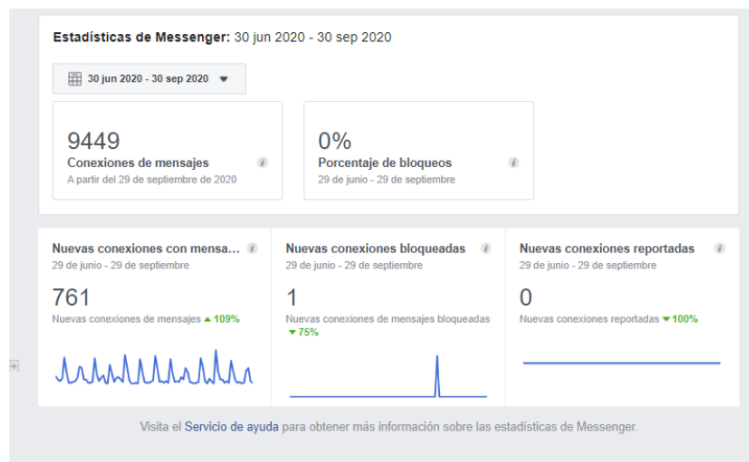 Estadísticas de Messenger: 30 jun 2020 - 30 sep 2020
30 jun 2020 - 30 sep 2020
9449
Conexiones de mensajes
A partir del 29 de septiembre de 2020
0%
Porcentaje de bloqueos
29 de junio - 29 de septiembre
Nuevas conexiones con mensa...
29 de junio - 29 de septiembre
761
Nuevas conexiones de mensajes ▲ 109%
Nuevas conexiones bloqueadas
29 de junio - 29 de septiembre
1
Nuevas conexiones de mensajes bloqueadas
▼ 75%
Nuevas conexiones reportadas
29 de junio - 29 de septiembre
0
Nuevas conexiones reportadas ▼ 100%
Visita el Servicio de ayuda para obtener más información sobre las estadísticas de Messenger.